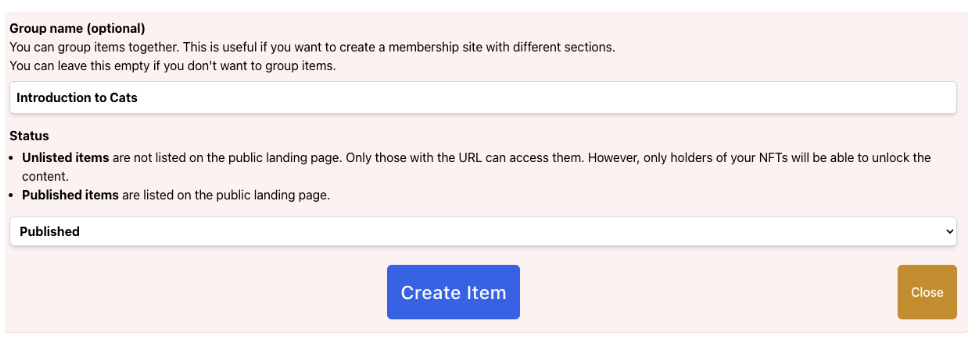 Group name (optional)
You can group items together. This is useful if you want to create a membership site with different sections.
You can leave this empty if you don't want to group items.
Introduction to Cats
Status
• Unlisted items are not listed on the public landing page. Only those with the URL can access them. However, only holders of your NFTs will be able to unlock the
content.
• Published items are listed on the public landing page.
Published
Create Item
Close